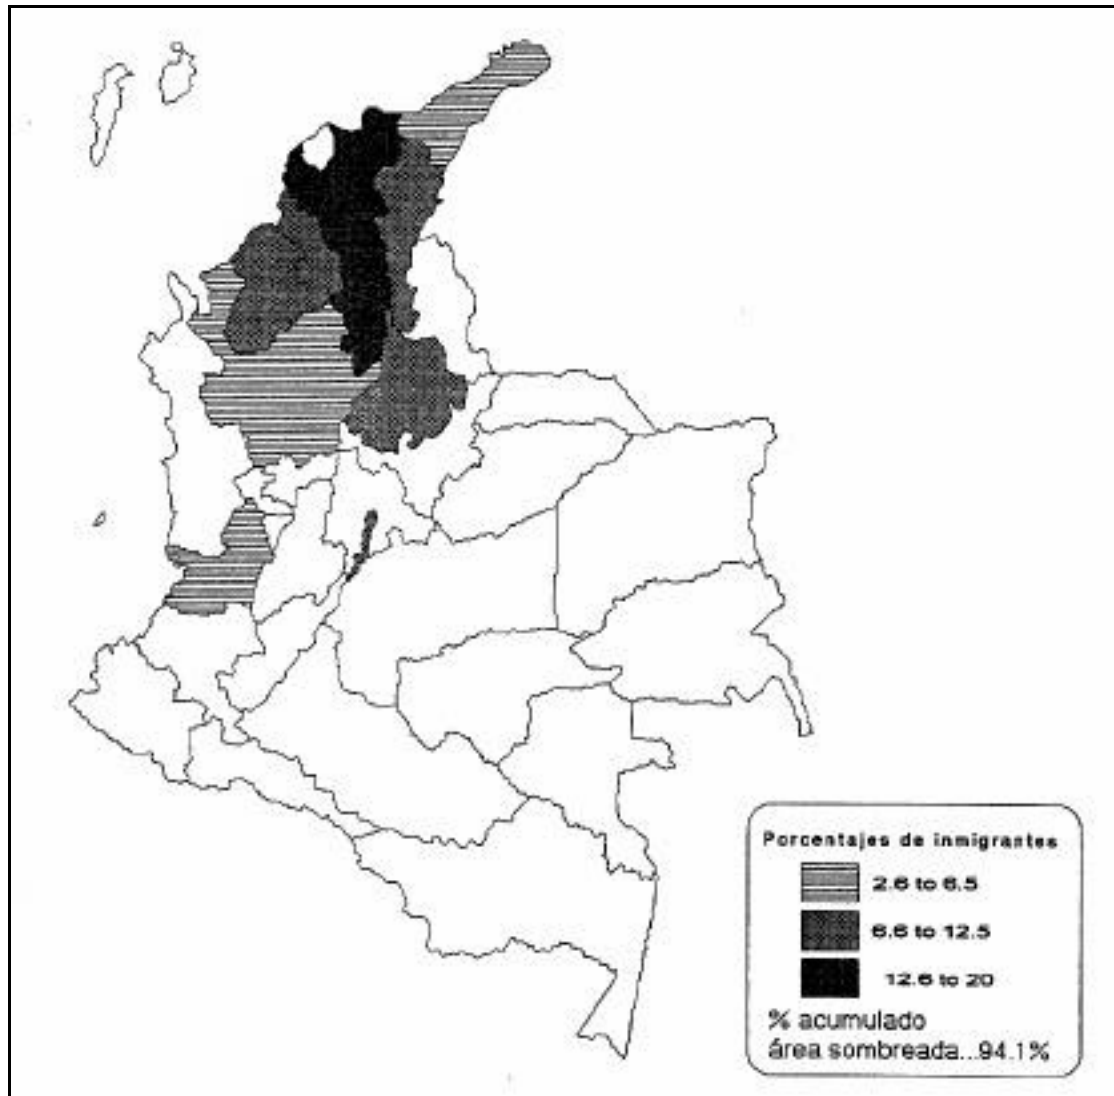 Porcentajes de inmigrantes
2.6 to 6.5
6.6 to 12.5
12.6 to 20
% acumulado
área sombreada...94.1%